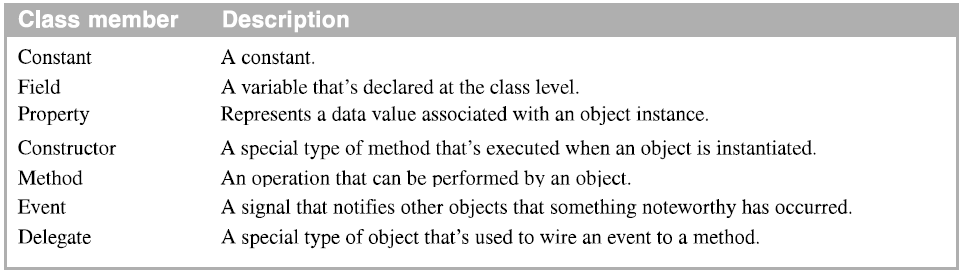 Class member Description
Constant A constant.
Field A variable that's declared at the class level.
Property Represents a data value associated with an object instance.
Constructor A special type of method that's executed when an object is instantiated.
Method An operation that can be performed by an object.
Event A signal that notifies other objects that something noteworthy has occurred.
Delegate A special type of object that's used to wire an event to a method.